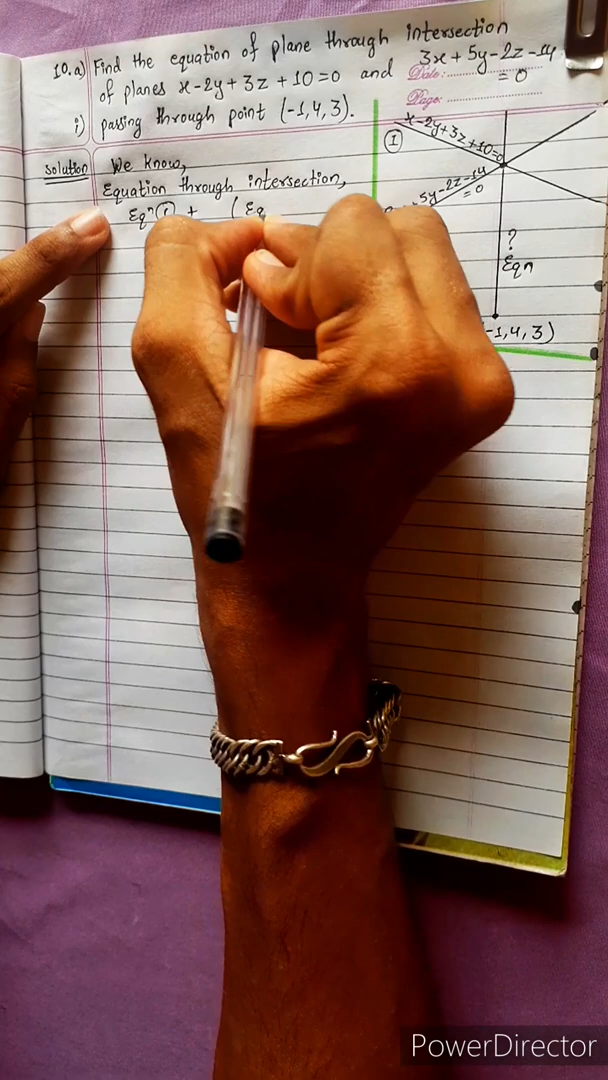 10.a) Find the equation of plane through intersection
of planes x-2y+3z+10=0 and 3x+5y-2z-14=0
i) passing through point (-1,4,3).
Date:
Page:
Solution We know,
Equation through intersection,
Eqn ① + (Eq
①
x-2y+3z+10=0
5y-2z-14=0
?
Eqn
-1,4,3)
PowerDirector